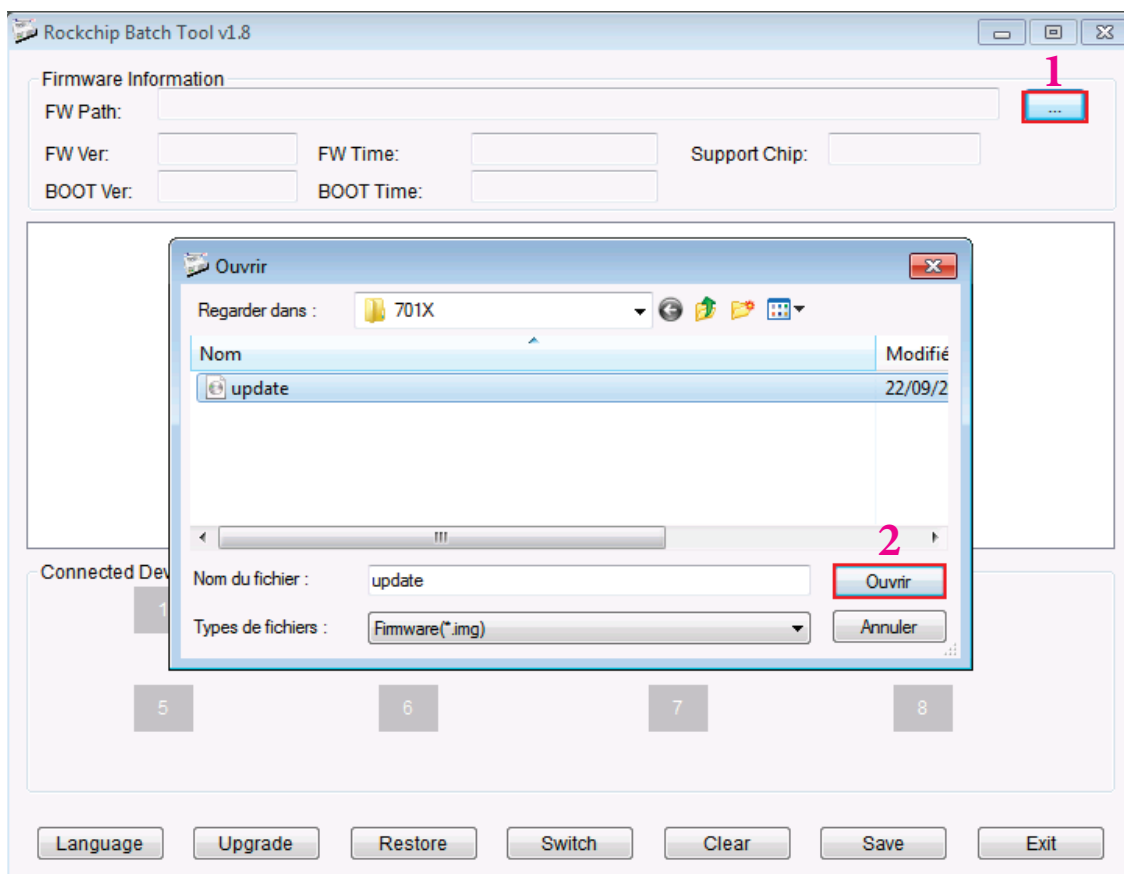 Rockchip Batch Tool v1.8
Firmware Information
1
FW Path:
...
FW Ver:
FW Time:
Support Chip:
BOOT Ver:
BOOT Time:
Ouvrir
Regarder dans :
701X
Nom
Modifié
update
22/09/2
2
Connected Dev
Nom du fichier :
update
Ouvrir
1
Types de fichiers :
Firmware(*.img)
Annuler
5
6
7
8
Language
Upgrade
Restore
Switch
Clear
Save
Exit